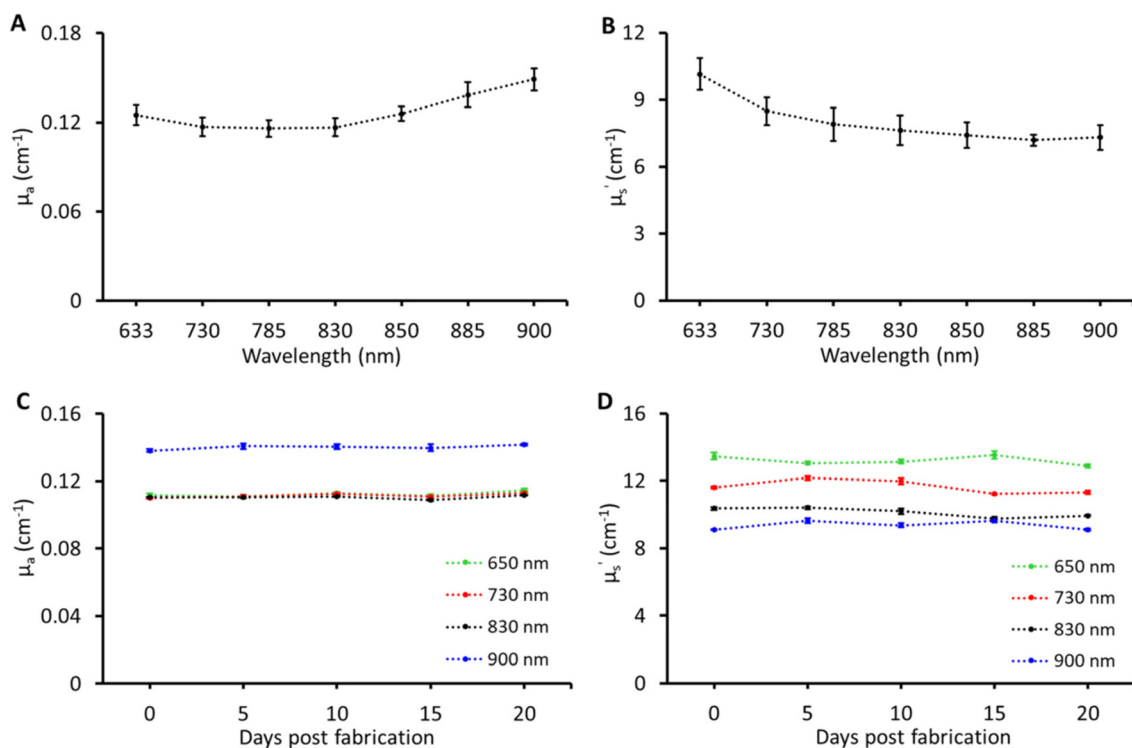 A
0.18
0.12
0.06
0
μa (cm-1)
633 730 785 830 850 885 900
Wavelength (nm)
B
12
9
6
3
0
μs' (cm-1)
633 730 785 830 850 885 900
Wavelength (nm)
C
0.16
0.12
0.08
0.04
0
μa (cm-1)
650 nm
730 nm
830 nm
900 nm
0 5 10 15 20
Days post fabrication
D
16
12
8
4
0
μs' (cm-1)
650 nm
730 nm
830 nm
900 nm
0 5 10 15 20
Days post fabrication